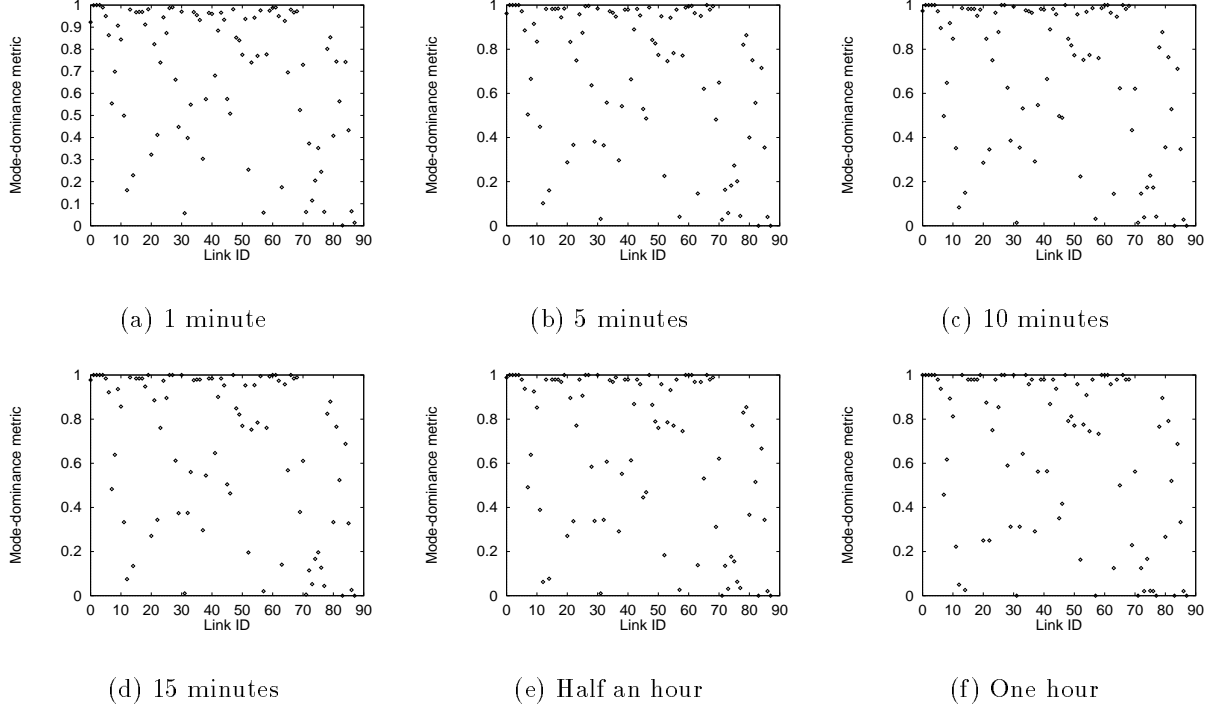 Mode-dominance metric
1
0.9
0.8
0.7
0.6
0.5
0.4
0.3
0.2
0.1
0
0 10 20 30 40 50 60 70 80 90
Link ID
(a) 1 minute
Mode-dominance metric
1
0.8
0.6
0.4
0.2
0
0 10 20 30 40 50 60 70 80 90
Link ID
(b) 5 minutes
Mode-dominance metric
1
0.8
0.6
0.4
0.2
0
0 10 20 30 40 50 60 70 80 90
Link ID
(c) 10 minutes
Mode-dominance metric
1
0.8
0.6
0.4
0.2
0
0 10 20 30 40 50 60 70 80 90
Link ID
(d) 15 minutes
Mode-dominance metric
1
0.8
0.6
0.4
0.2
0
0 10 20 30 40 50 60 70 80 90
Link ID
(e) Half an hour
Mode-dominance metric
1
0.8
0.6
0.4
0.2
0
0 10 20 30 40 50 60 70 80 90
Link ID
(f) One hour